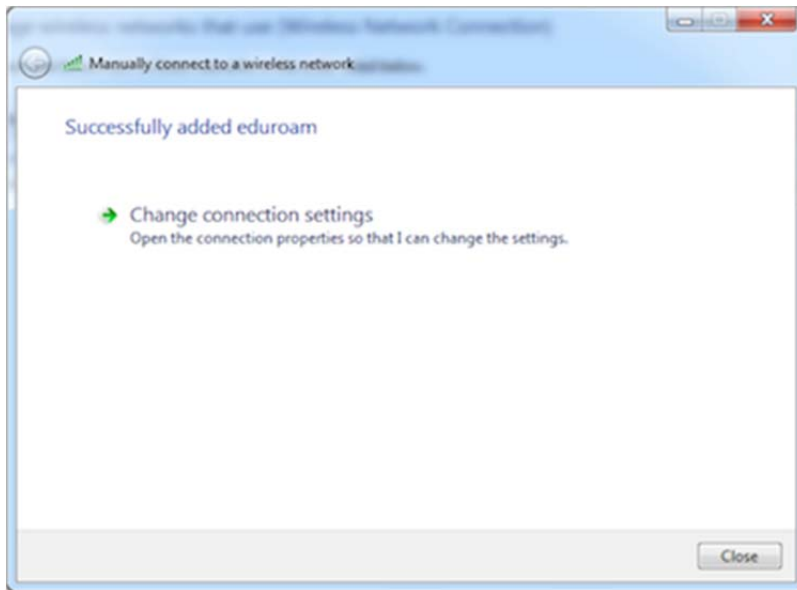 Manually connect to a wireless network
Successfully added eduroam
Change connection settings
Open the connection properties so that I can change the settings.
Close